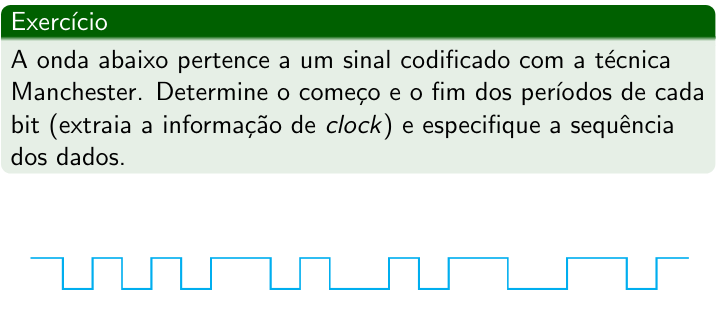 Exercício
A onda abaixo pertence a um sinal codificado com a técnica
Manchester. Determine o começo e o fim dos períodos de cada
bit (extraia a informação de clock) e especifique a sequência
dos dados.